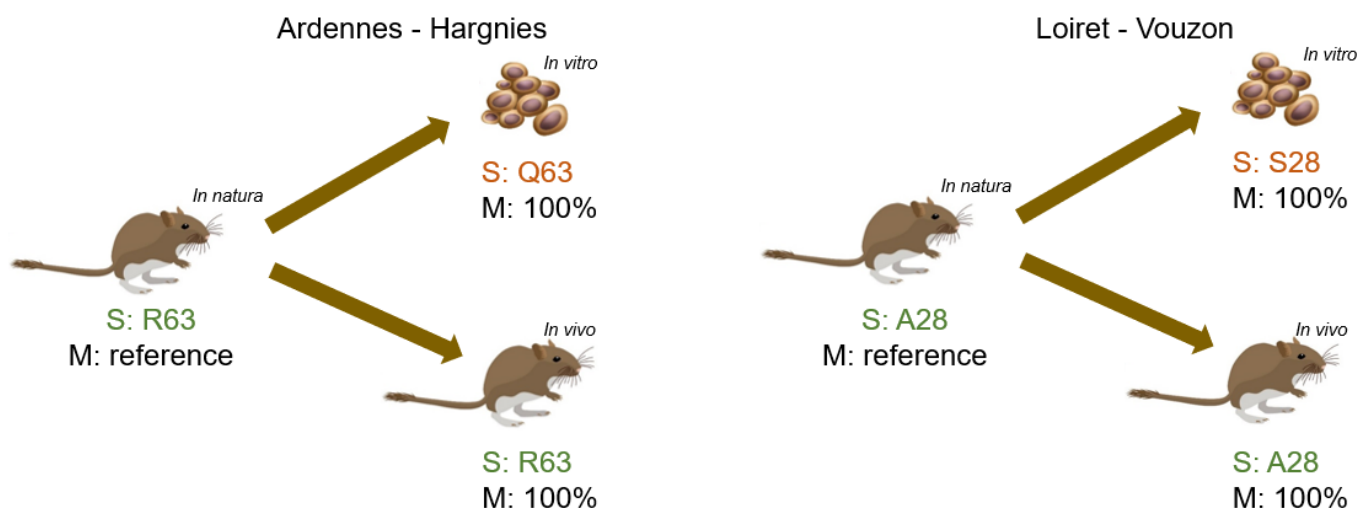 Ardennes - Hargnies
In vitro
S: Q63
M: 100%
In natura
S: R63
M: reference
In vivo
S: R63
M: 100%
Loiret - Vouzon
In vitro
S: S28
M: 100%
In natura
S: A28
M: reference
In vivo
S: A28
M: 100%